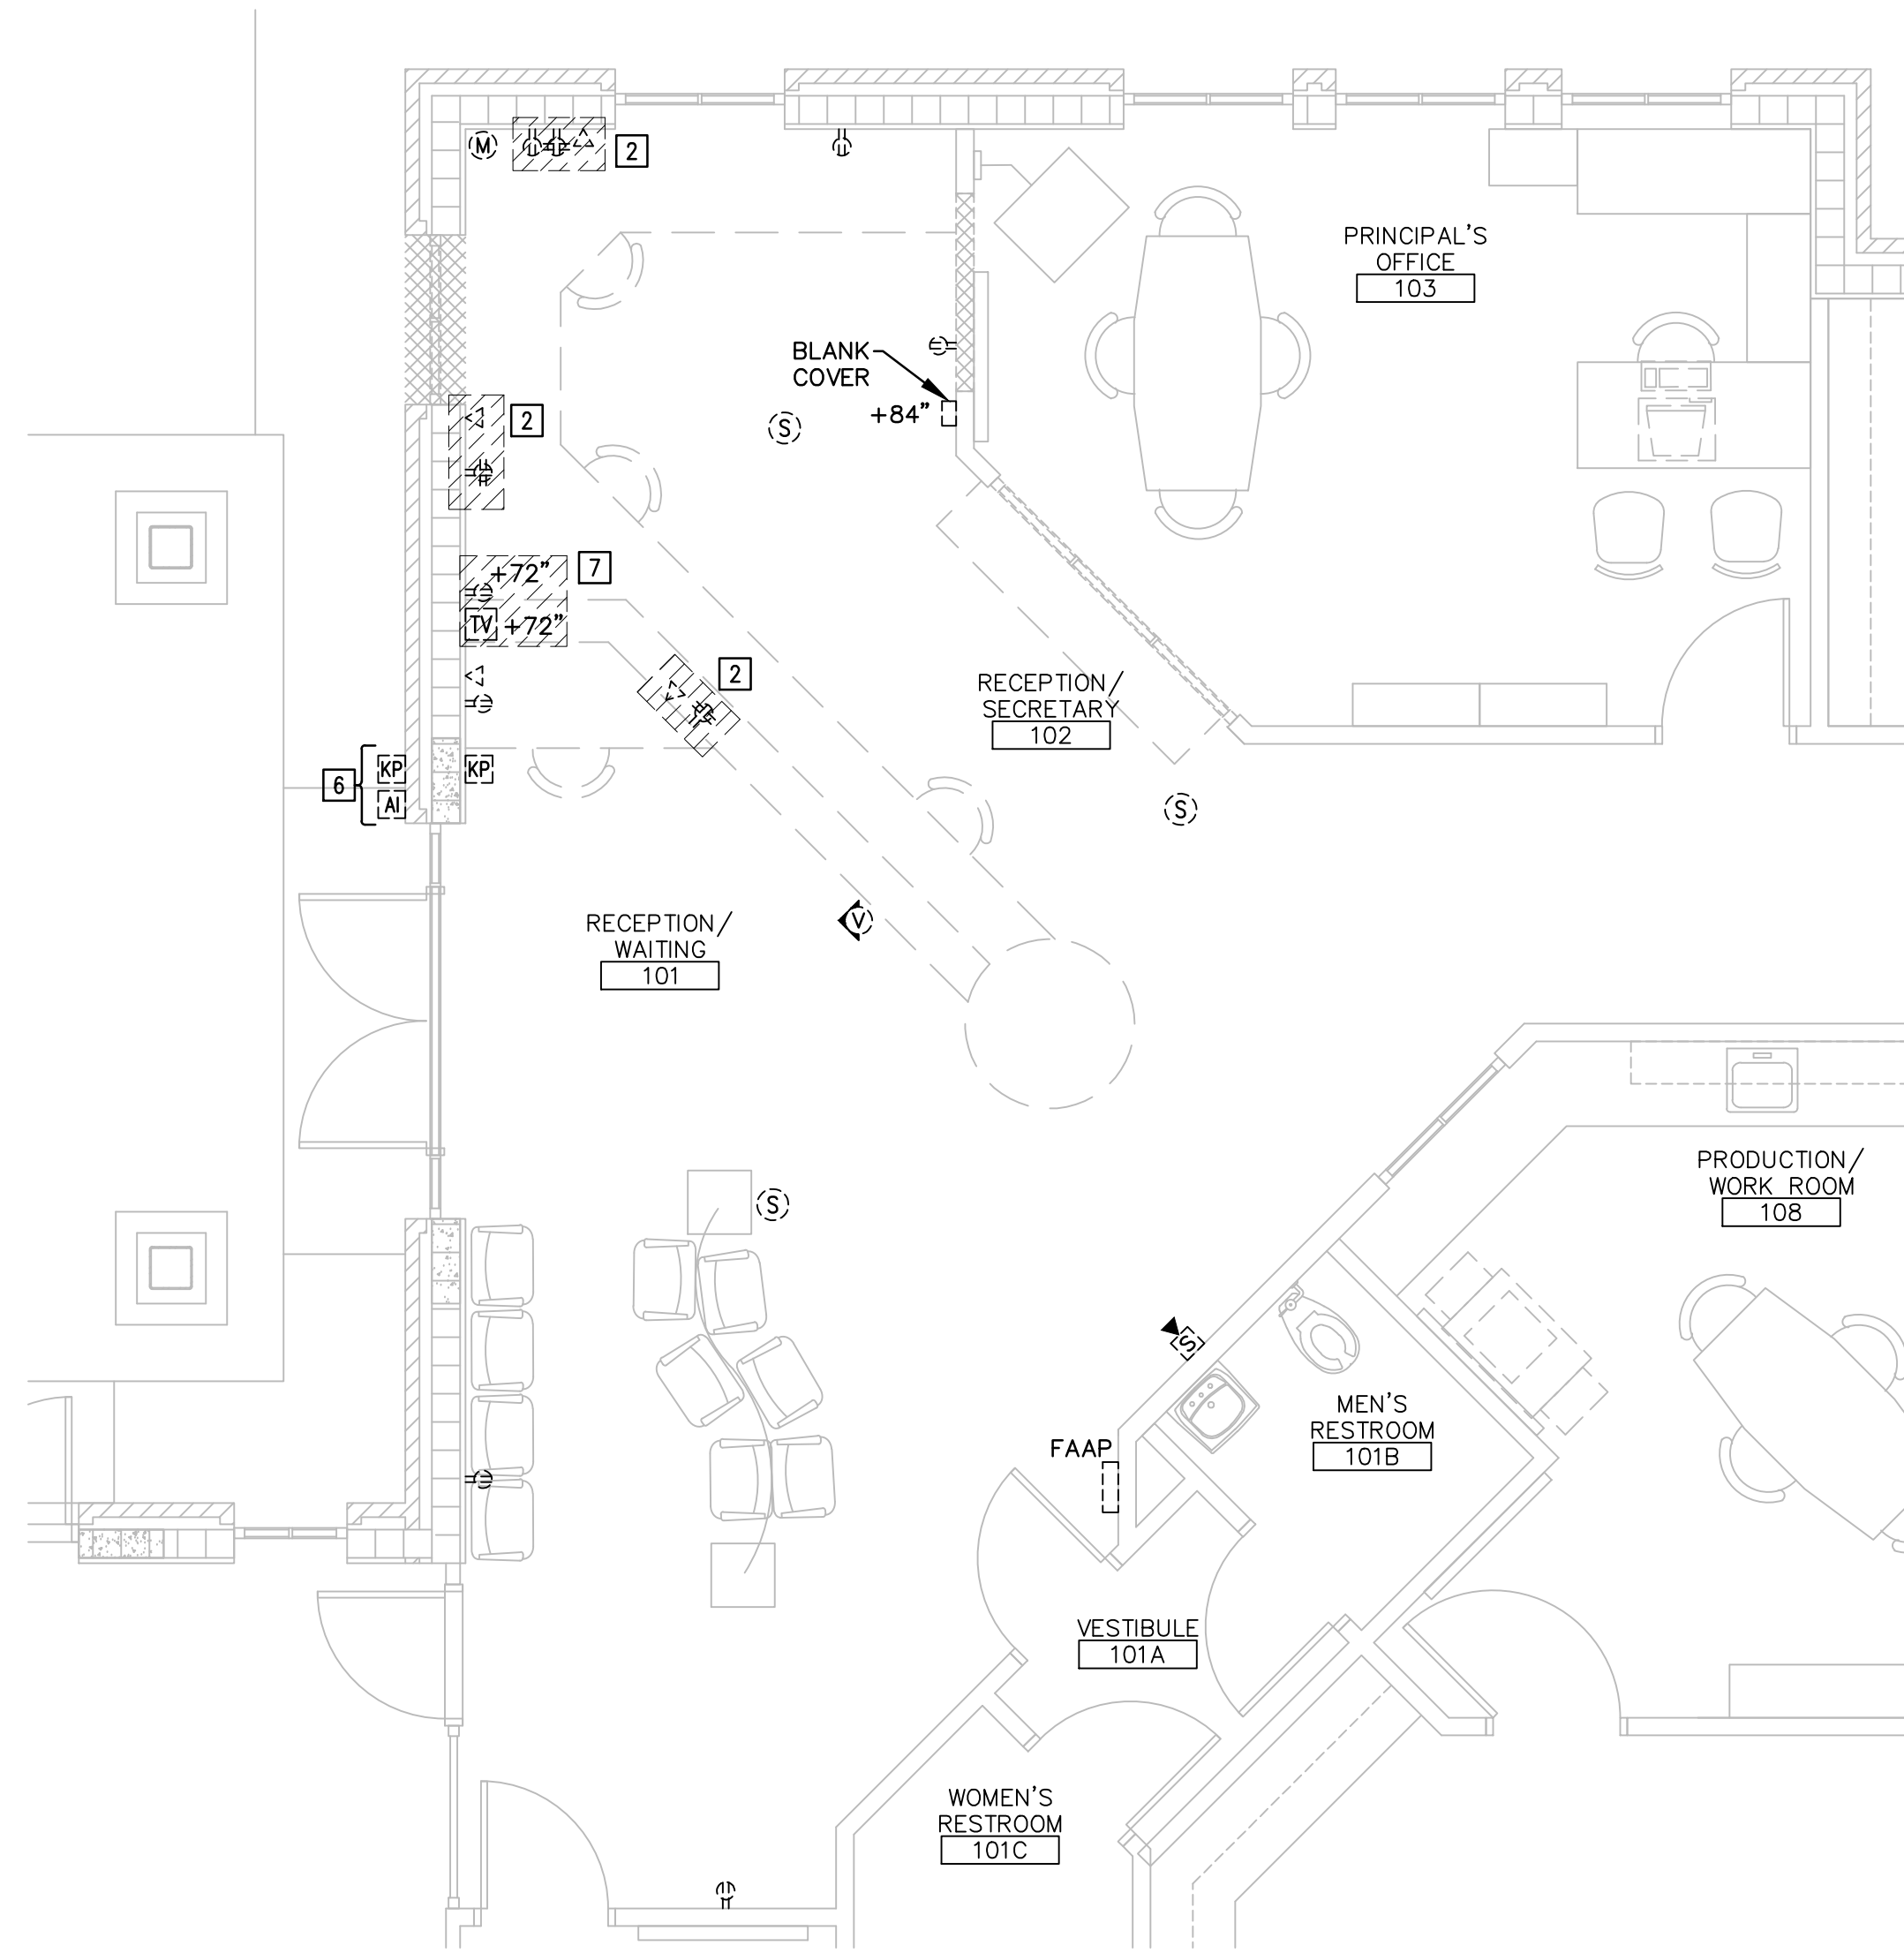 M
2
PRINCIPAL'S
OFFICE
103
BLANK
COVER
+84"
2
S
+72"
7
TV
+72"
2
RECEPTION/
SECRETARY
102
6
KP
KP
AI
S
V
RECEPTION/
WAITING
101
PRODUCTION/
WORK ROOM
108
S
S
MEN'S
RESTROOM
101B
FAAP
VESTIBULE
101A
WOMEN'S
RESTROOM
101C